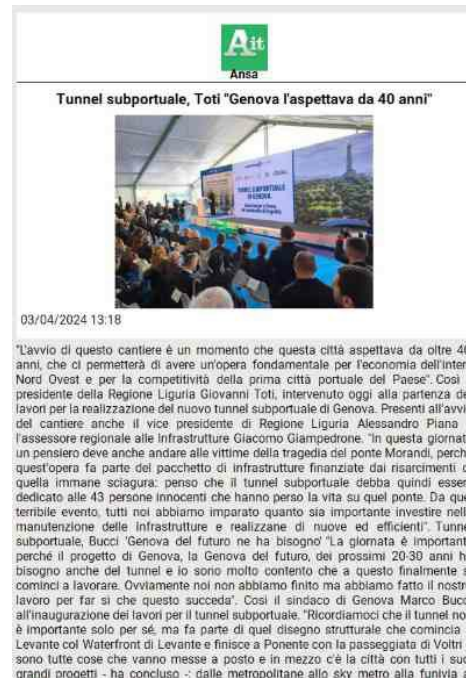 Ait
Ansa
Tunnel subportuale, Toti "Genova l'aspettava da 40 anni"
TUNNEL SUBPORTUALE
DI GENOVA
03/04/2024 13:18
"L'avvio di questo cantiere è un momento che questa città aspettava da oltre 40
anni, che ci permetterà di avere un'opera fondamentale per l'economia dell'inter
Nord Ovest e per la competitività della prima città portuale del Paese". Così
presidente della Regione Liguria Giovanni Toti, intervenuto oggi alla partenza de
lavori per la realizzazione del nuovo tunnel subportuale di Genova. Presenti all'avvi
del cantiere anche il vice presidente di Regione Liguria Alessandro Piana
l'assessore regionale alle Infrastrutture Giacomo Giampedrone. "In questa giornat
un pensiero deve anche andare alle vittime della tragedia del ponte Morandi, perch
quest'opera fa parte del pacchetto di infrastrutture finanziate dai risarcimenti d
quella immane sciagura: penso che il tunnel subportuale debba quindi esser
dedicato alle 43 persone innocenti che hanno perso la vita su quel ponte. Da que
terribile evento, tutti noi abbiamo imparato quanto sia importante investire nell
manutenzione delle infrastrutture e realizzane di nuove ed efficienti". Tunne
subportuale, Bucci 'Genova del futuro ne ha bisogno' "La giornata è important
perché il progetto di Genova, la Genova del futuro, dei prossimi 20-30 anni h
bisogno anche del tunnel e io sono molto contento che a questo finalmente s
cominci a lavorare. Ovviamente noi non abbiamo finito ma abbiamo fatto il nostr
lavoro per far sì che questo succeda". Così il sindaco di Genova Marco Bucc
all'inaugurazione dei lavori per il tunnel subportuale. "Ricordiamoci che il tunnel no
è importante solo per sé, ma fa parte di quel disegno strutturale che comincia
Levante col Waterfront di Levante e finisce a Ponente con la passeggiata di Voltri
sono tutte cose che vanno messe a posto e in mezzo c'è la città con tutti i suo
grandi progetti - ha concluso -: dalle metropolitane allo sky metro alla funivia a